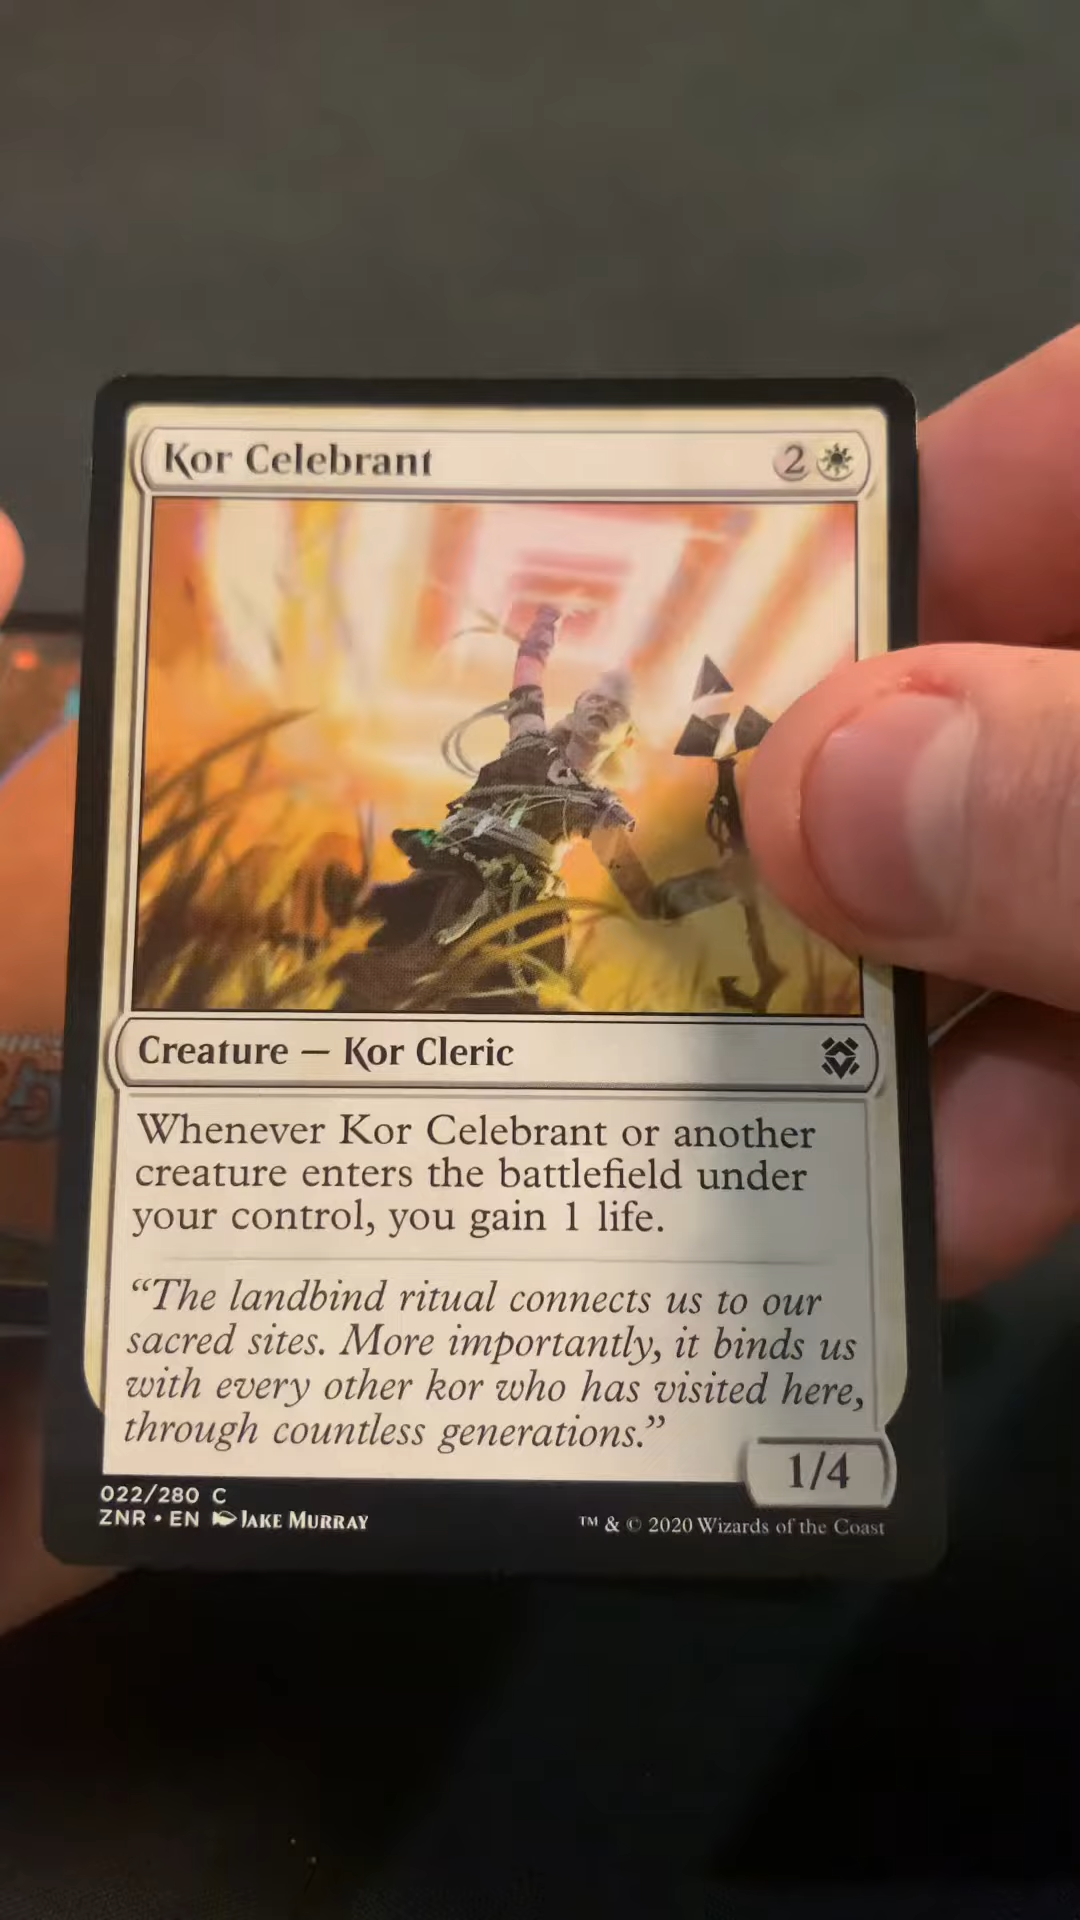 Kor Celebrant 2
Creature — Kor Cleric
Whenever Kor Celebrant or another
creature enters the battlefield under
your control, you gain 1 life.
“The landbind ritual connects us to our
sacred sites. More importantly, it binds us
with every other kor who has visited here,
through countless generations.”
1/4
022/280 C
ZNR • EN JAKE MURRAY
™ & © 2020 Wizards of the Coast